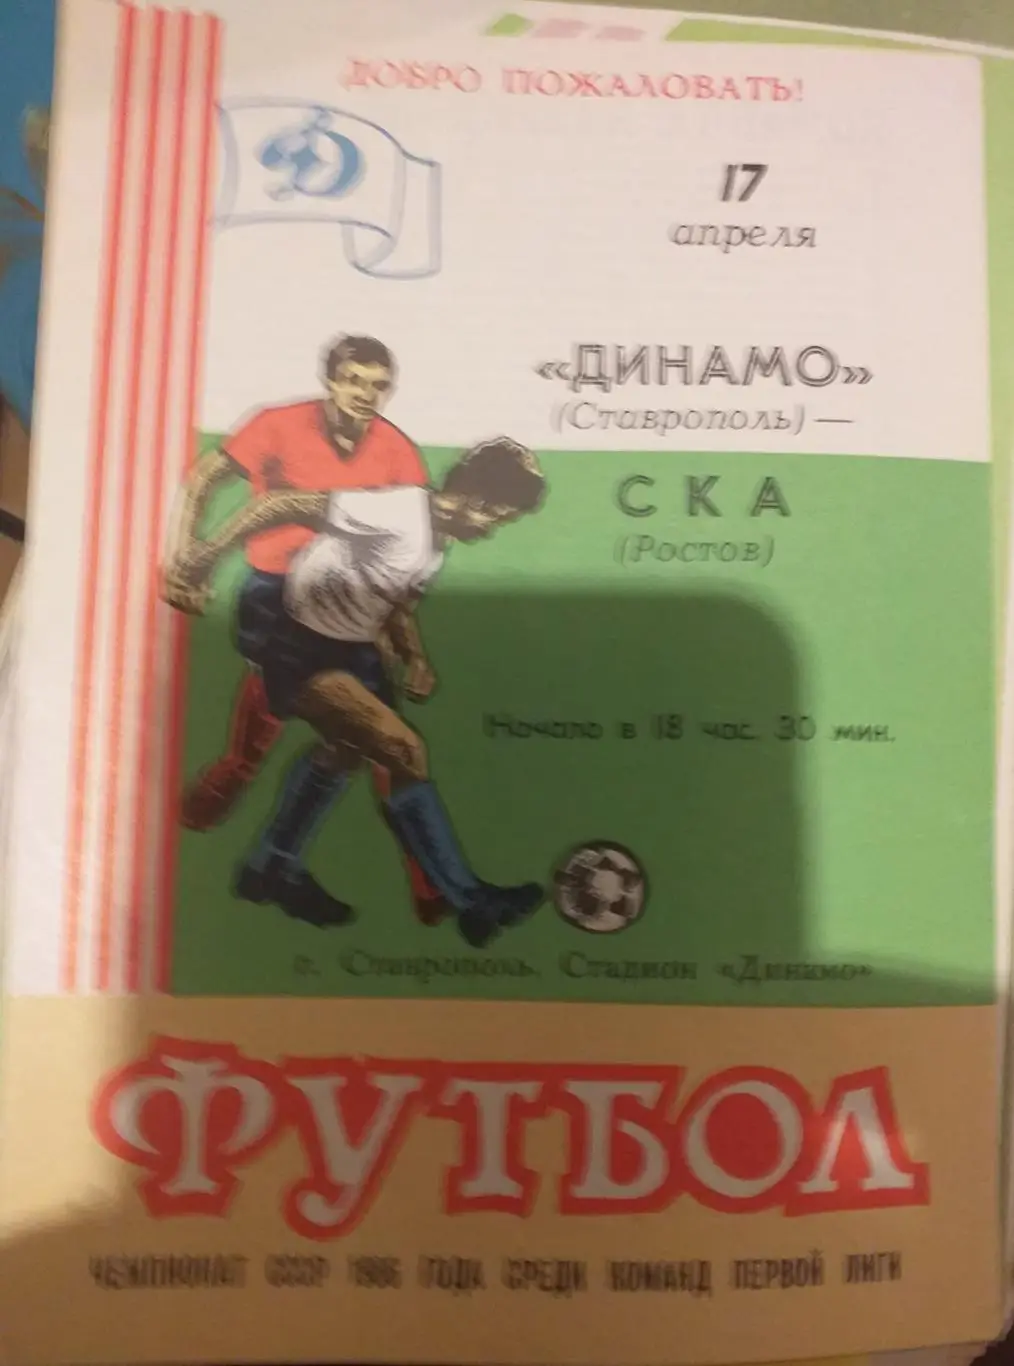 ДОБРО ПОЖАЛОВАТЬ!
17
апреля
«ДИНАМО»
(Ставрополь) —
СКА
(Ростов)
Начало в 18 час. 30 мин.
г. Ставрополь. Стадион «Динамо»
ФУТБОЛ
ЧЕМПИОНАТ СССР 1986 ГОДА СРЕДИ КОМАНД ПЕРВОЙ ЛИГИ